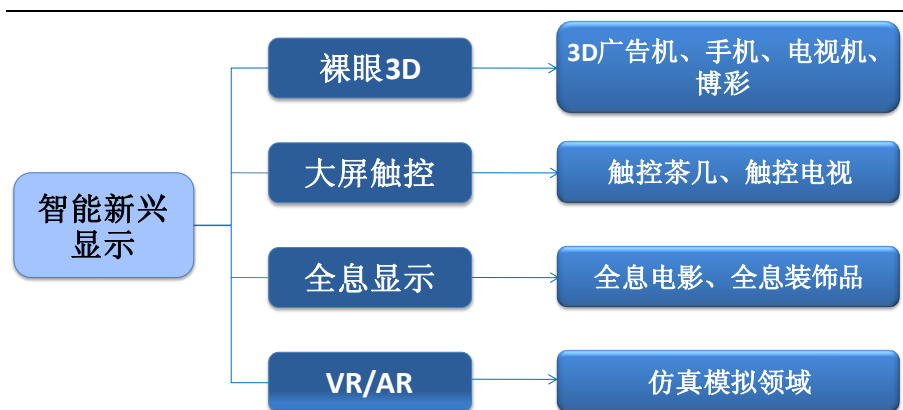 智能新兴
显示
裸眼3D
3D广告机、手机、电视机、
博彩
大屏触控
触控茶几、触控电视
全息显示
全息电影、全息装饰品
VR/AR
仿真模拟领域